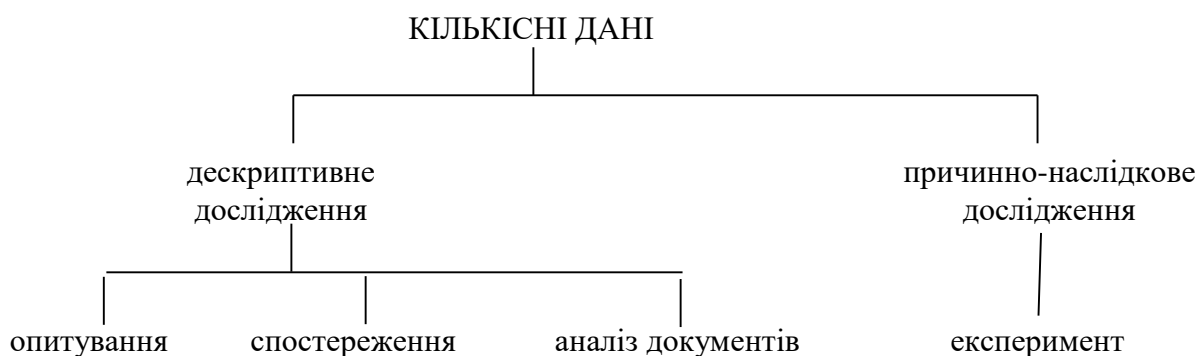 КІЛЬКІСНІ ДАНІ
дескриптивне
дослідження
причинно-наслідкове
дослідження
опитування
спостереження
аналіз документів
експеримент